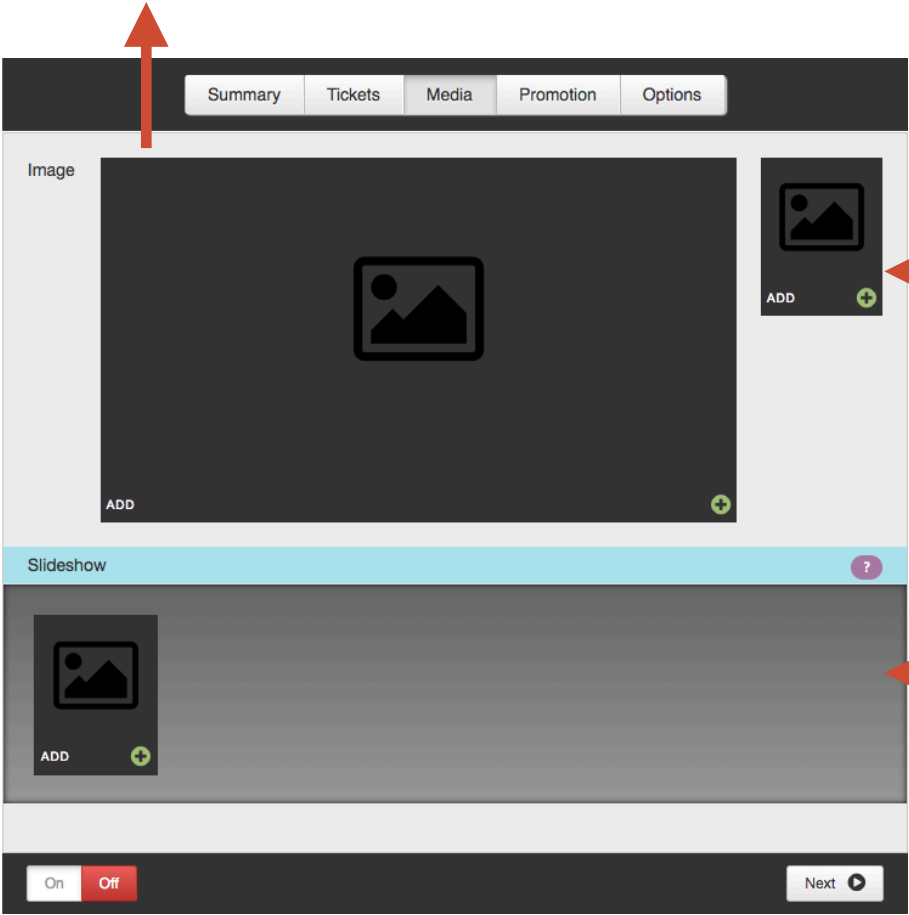 Summary Tickets Media Promotion Options
Image
ADD
ADD
Slideshow ?
ADD
On Off Next